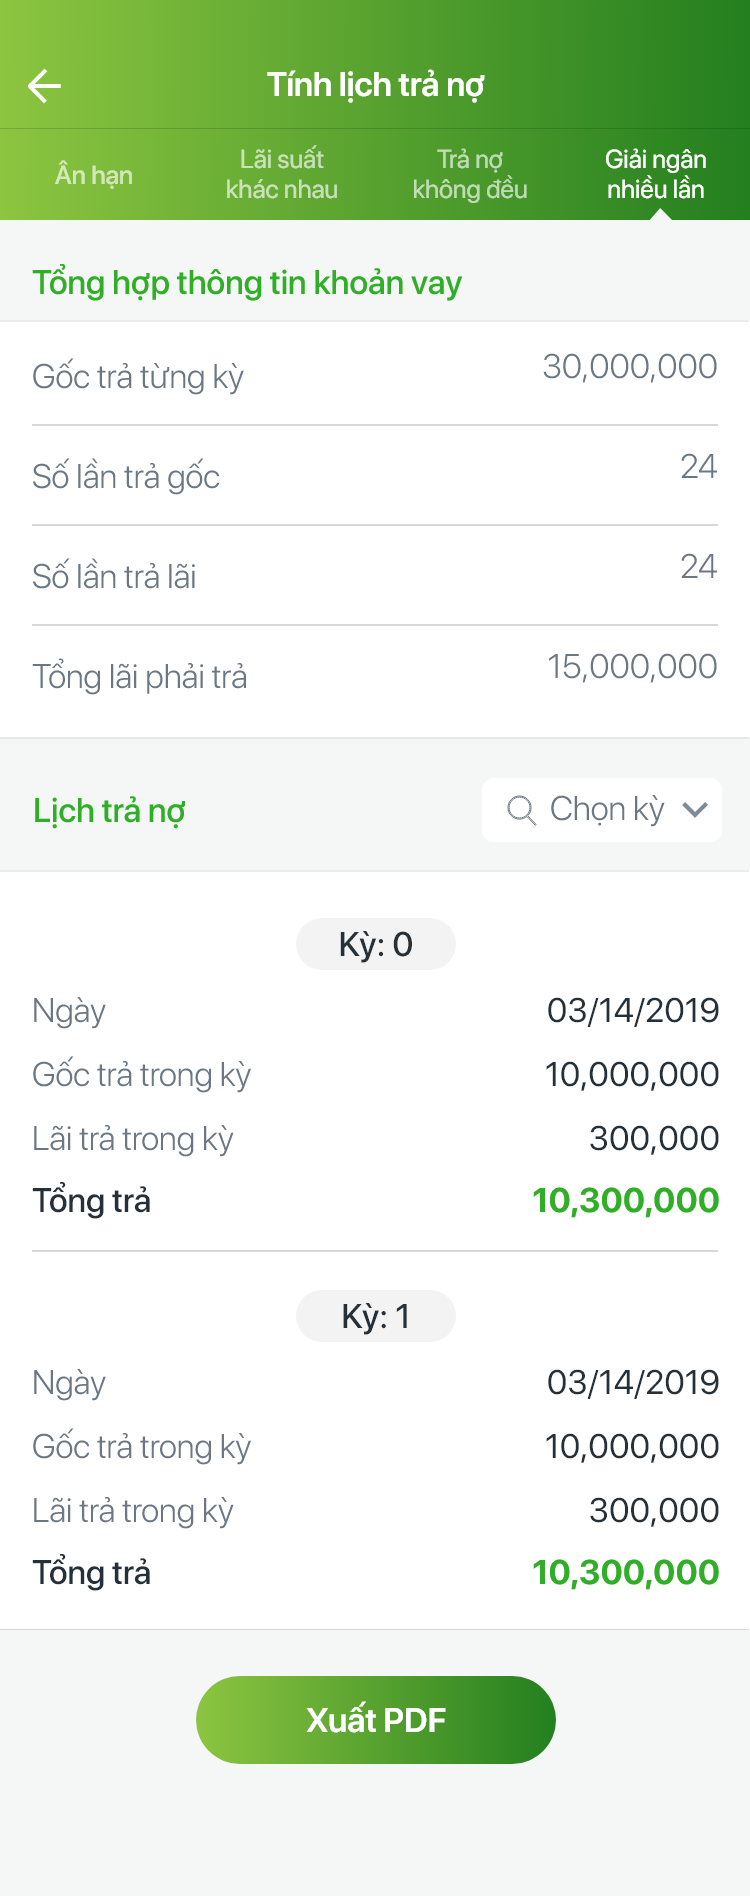 Tính lịch trả nợ
Ân hạn
Lãi suất
khác nhau
Trả nợ
không đều
Giải ngân
nhiều lần
Tổng hợp thông tin khoản vay
Gốc trả từng kỳ 30,000,000
Số lần trả gốc 24
Số lần trả lãi 24
Tổng lãi phải trả 15,000,000
Lịch trả nợ Chọn kỳ
Kỳ: 0
Ngày 03/14/2019
Gốc trả trong kỳ 10,000,000
Lãi trả trong kỳ 300,000
Tổng trả 10,300,000
Kỳ: 1
Ngày 03/14/2019
Gốc trả trong kỳ 10,000,000
Lãi trả trong kỳ 300,000
Tổng trả 10,300,000
Xuất PDF